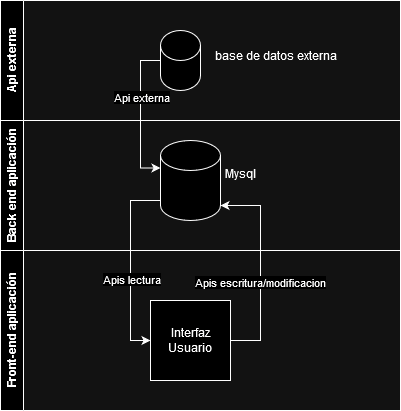 Api externa
base de datos externa
Api externa
Back end aplicación
Mysql
Apis lectura
Apis escritura/modificacion
Front-end aplicación
Interfaz
Usuario